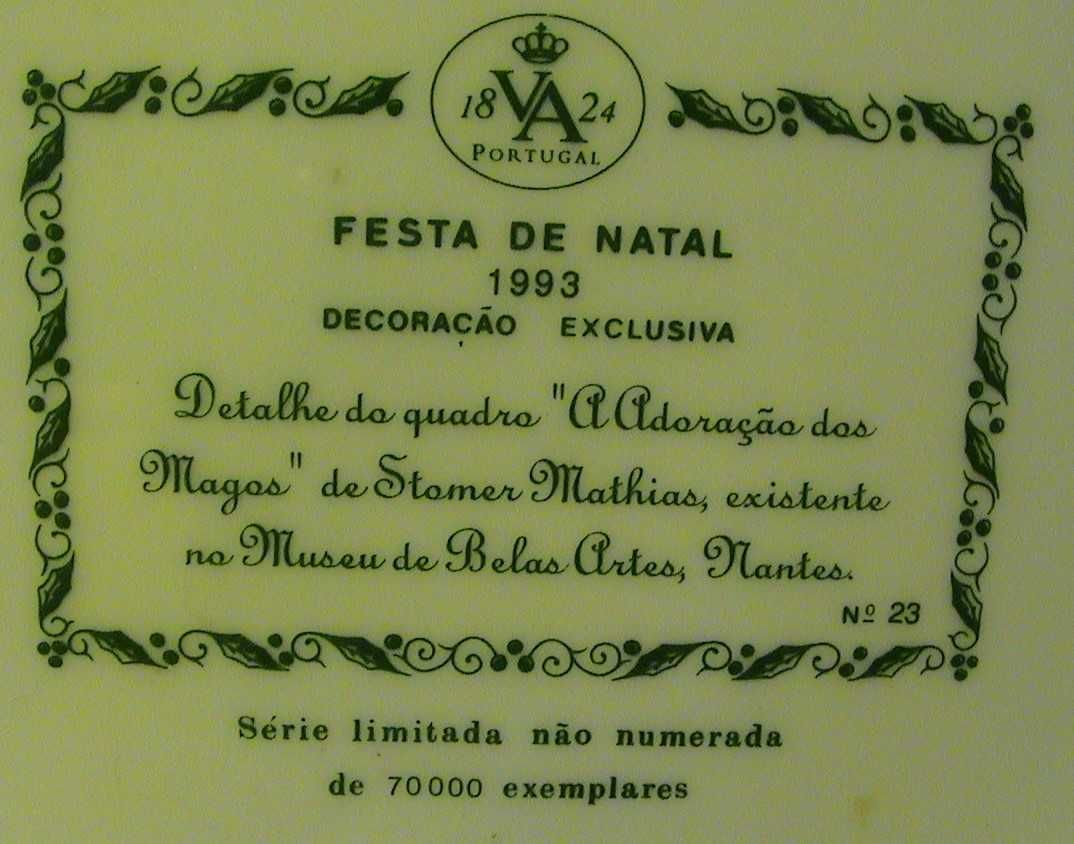 18 VA 24
PORTUGAL
FESTA DE NATAL
1993
DECORAÇÃO EXCLUSIVA
Detalhe do quadro "A Adoração dos
Magos" de Stomer Mathias, existente
no Museu de Belas Artes, Nantes.
Nº 23
Série limitada não numerada
de 70000 exemplares